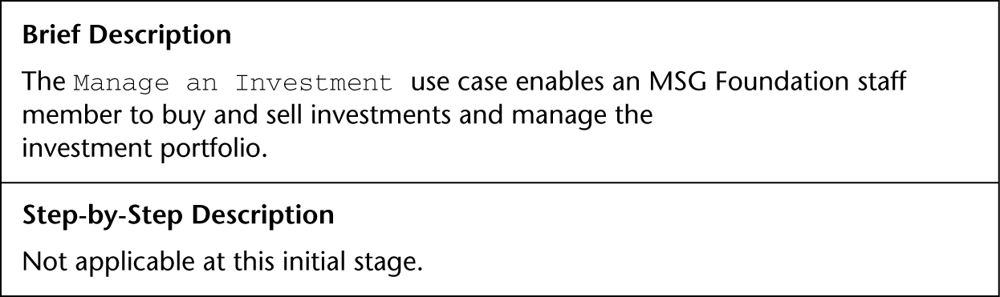 Brief Description
The Manage an Investment use case enables an MSG Foundation staff
member to buy and sell investments and manage the
investment portfolio.
Step-by-Step Description
Not applicable at this initial stage.